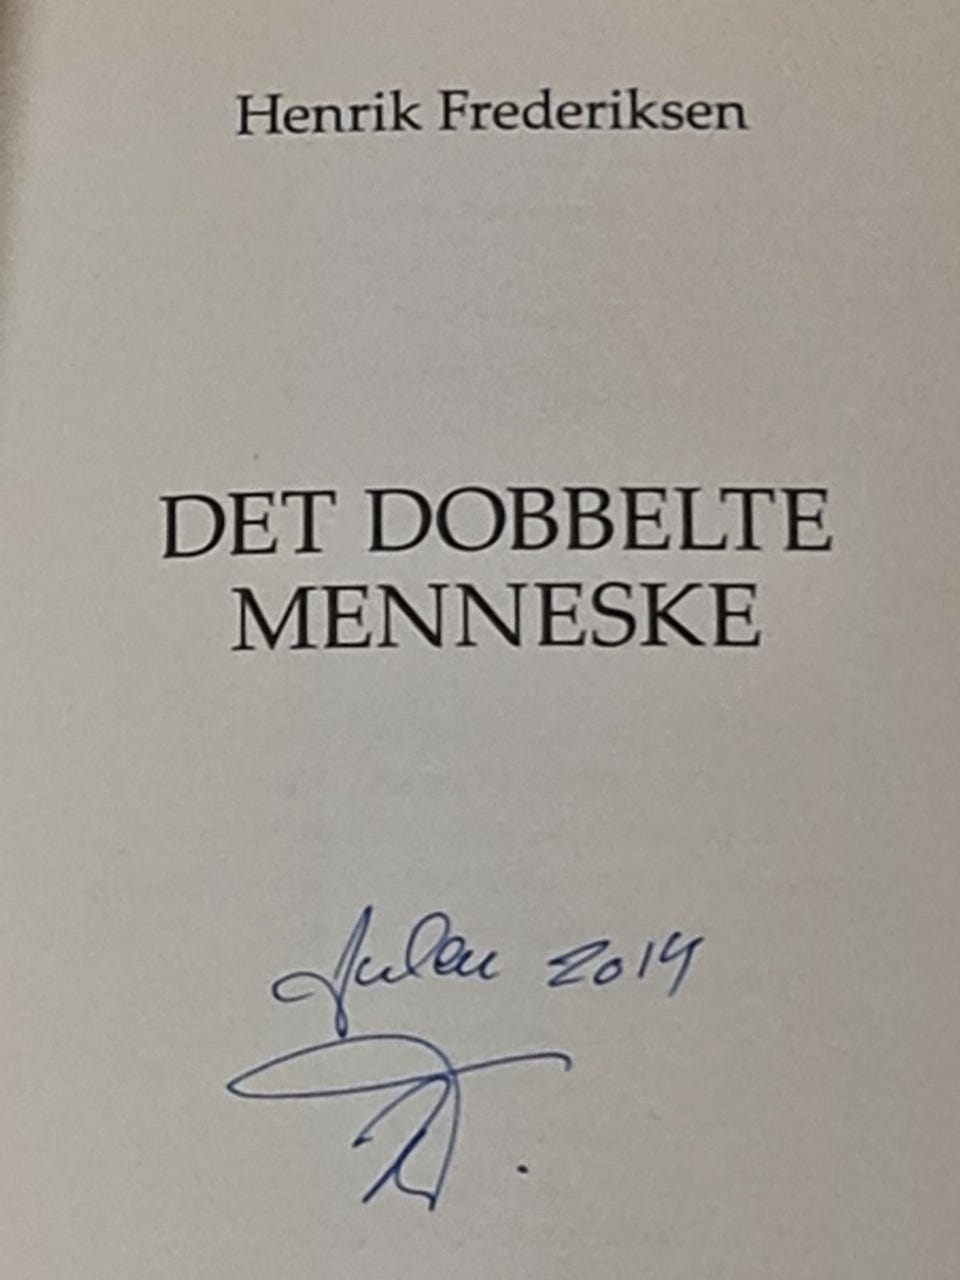 Henrik Frederiksen
DET DOBBELTE
MENNESKE
Julen 2014